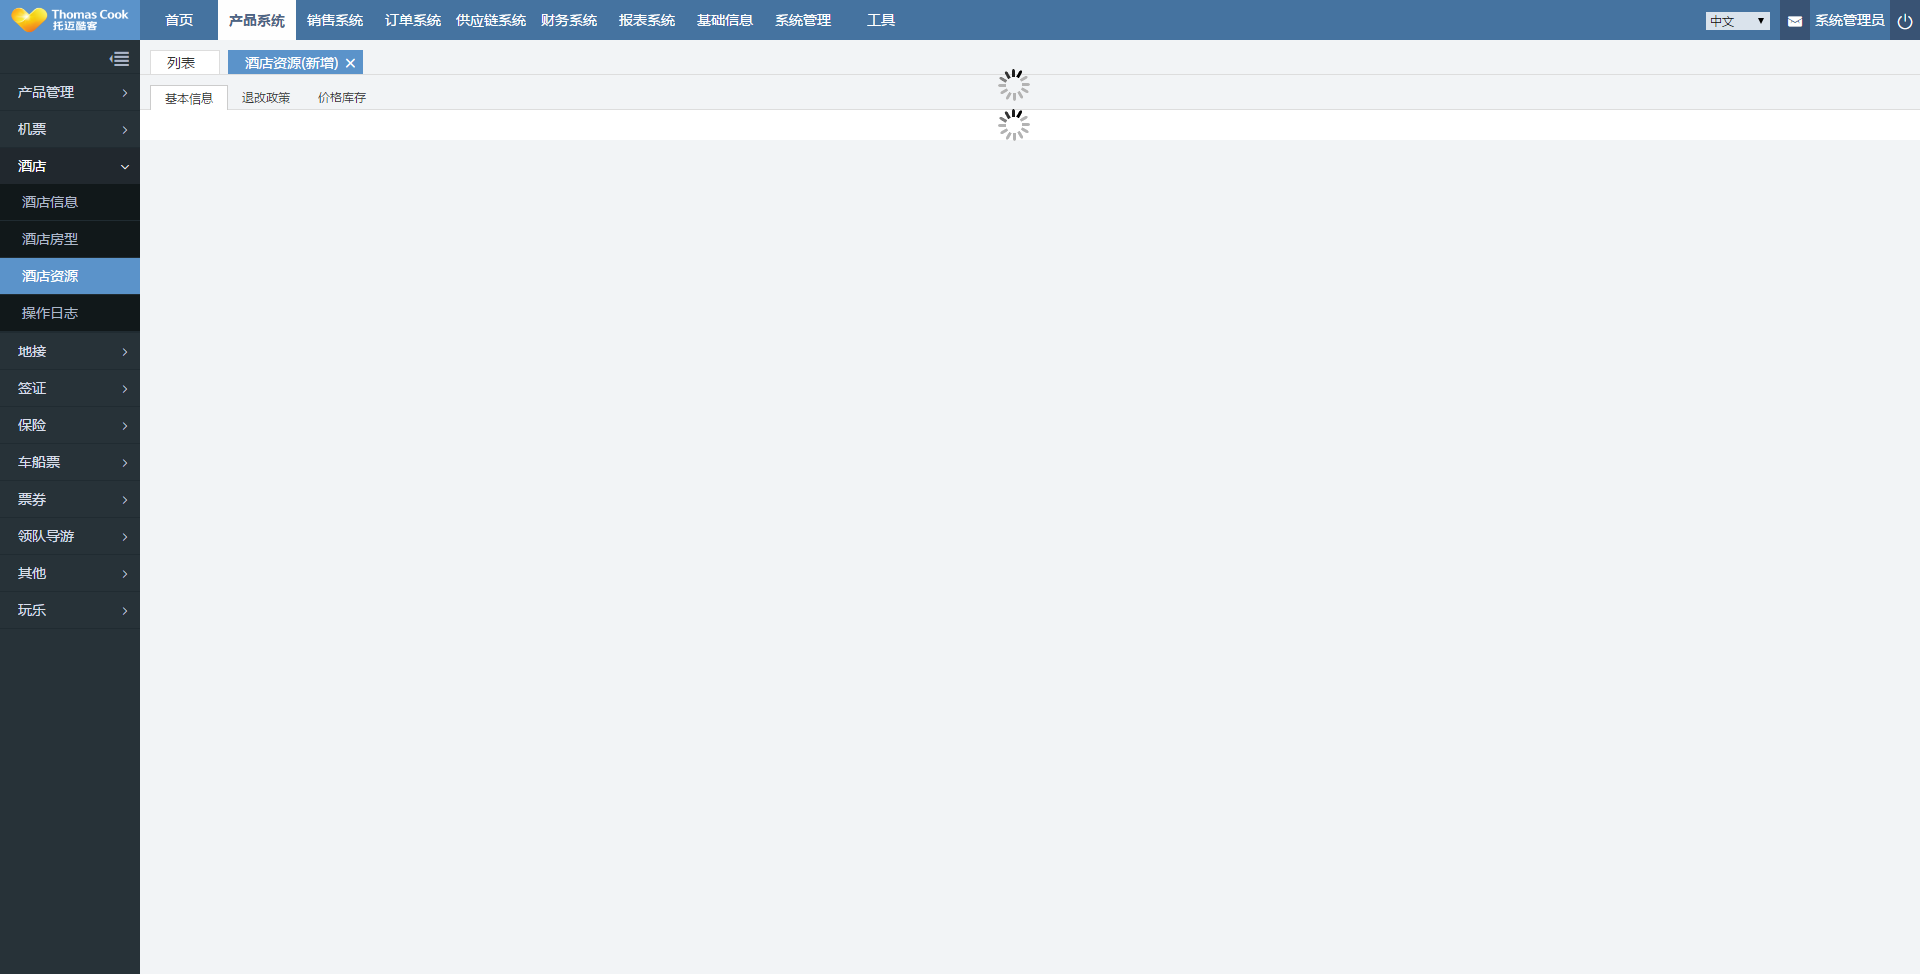 Thomas Cook
托迈酷客
首页 产品系统 销售系统 订单系统 供应链系统 财务系统 报表系统 基础信息 系统管理 工具
中文 系统管理员
列表 酒店资源(新增)
基本信息 退改政策 价格库存
产品管理
机票
酒店
酒店信息
酒店房型
酒店资源
操作日志
地接
签证
保险
车船票
票券
领队导游
其他
玩乐